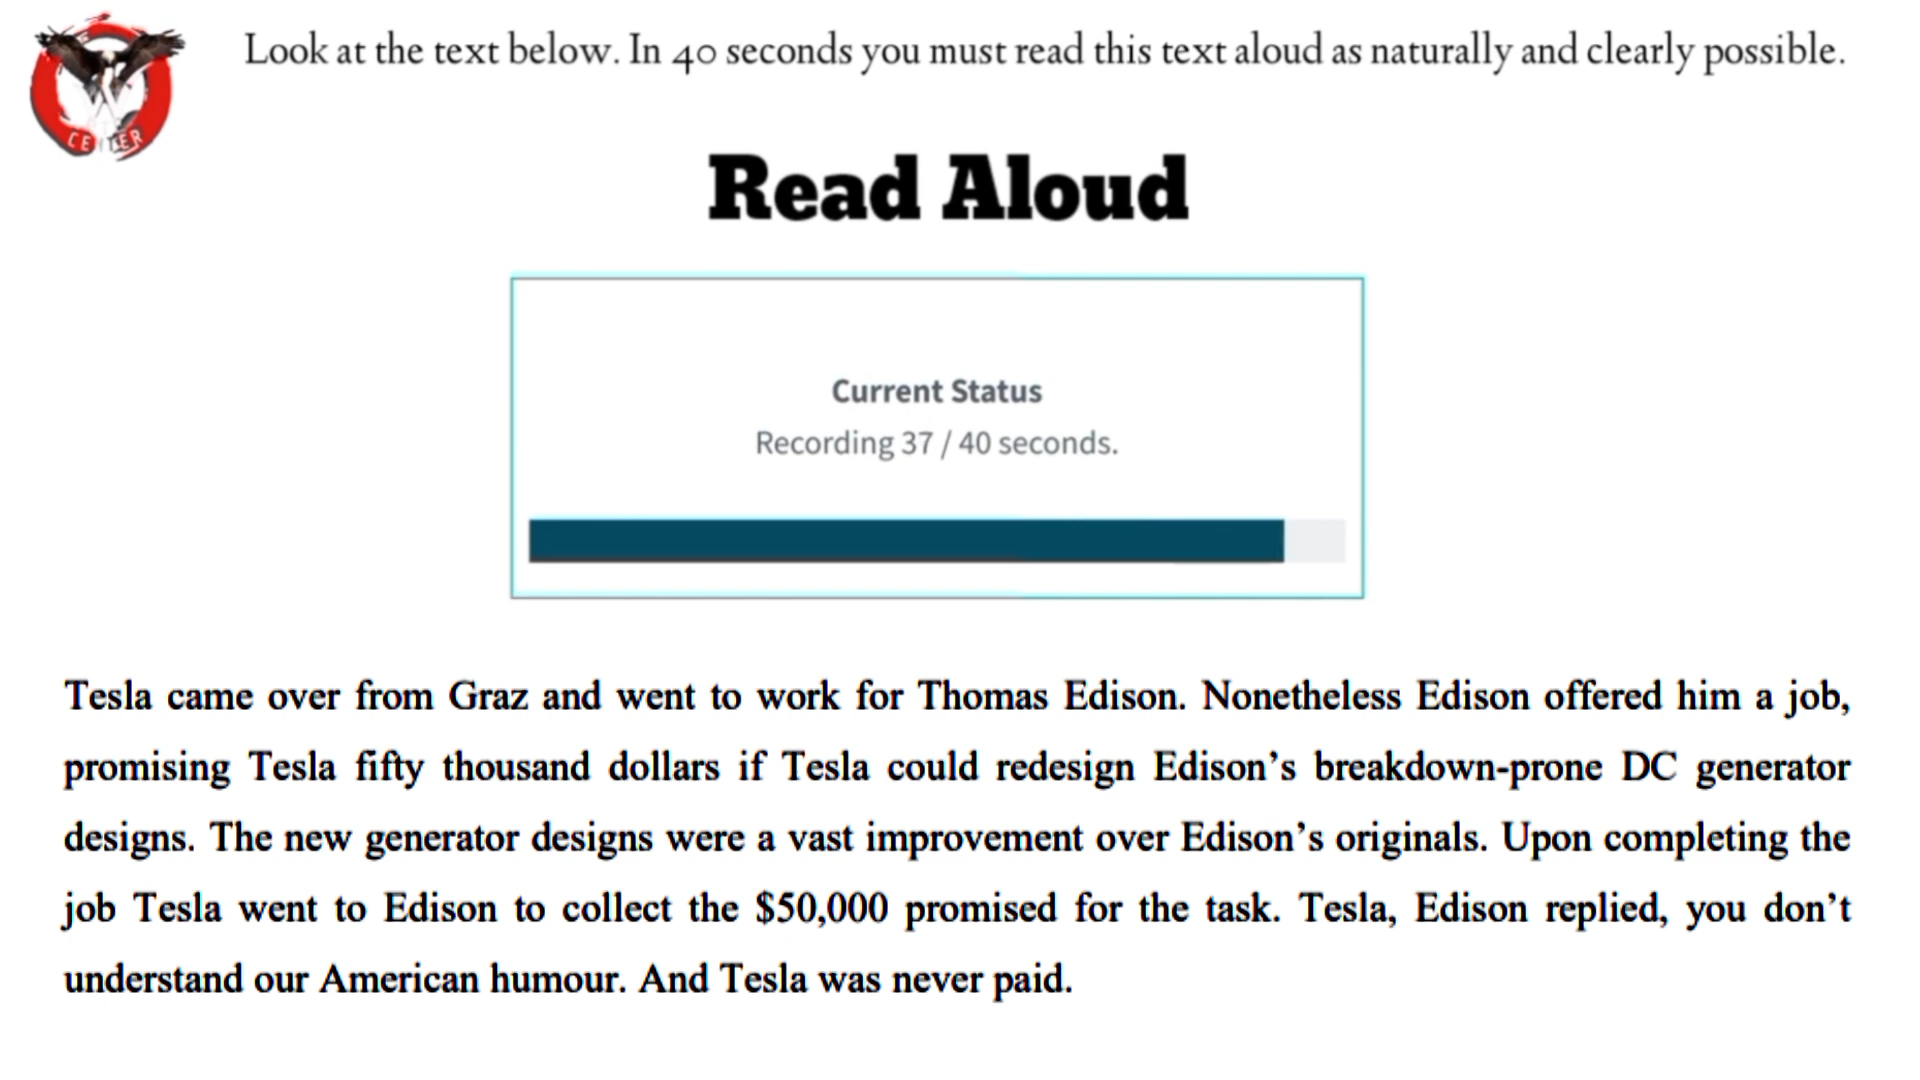 Look at the text below. In 40 seconds you must read this text aloud as naturally and clearly possible.
CENTER
Read Aloud
Current Status
Recording 37 / 40 seconds.
Tesla came over from Graz and went to work for Thomas Edison. Nonetheless Edison offered him a job,
promising Tesla fifty thousand dollars if Tesla could redesign Edison’s breakdown-prone DC generator
designs. The new generator designs were a vast improvement over Edison’s originals. Upon completing the
job Tesla went to Edison to collect the $50,000 promised for the task. Tesla, Edison replied, you don’t
understand our American humour. And Tesla was never paid.